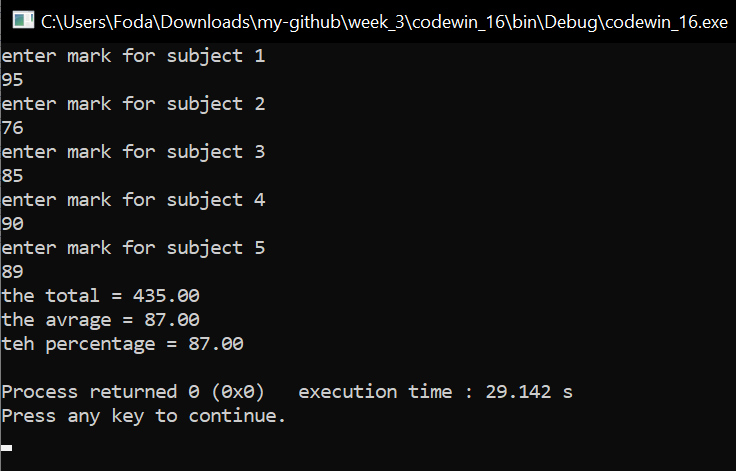 C:\Users\Foda\Downloads\my-github\week_3\codewin_16\bin\Debug\codewin_16.exe
enter mark for subject 1
95
enter mark for subject 2
76
enter mark for subject 3
85
enter mark for subject 4
90
enter mark for subject 5
89
the total = 435.00
the avrage = 87.00
teh percentage = 87.00
Process returned 0 (0x0)   execution time : 29.142 s
Press any key to continue.